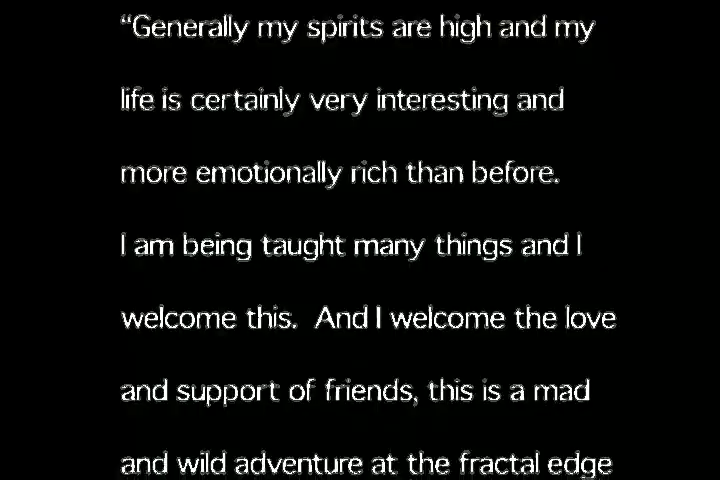 “Generally my spirits are high and my
life is certainly very interesting and
more emotionally rich than before.
I am being taught many things and I
welcome this.  And I welcome the love
and support of friends, this is a mad
and wild adventure at the fractal edge